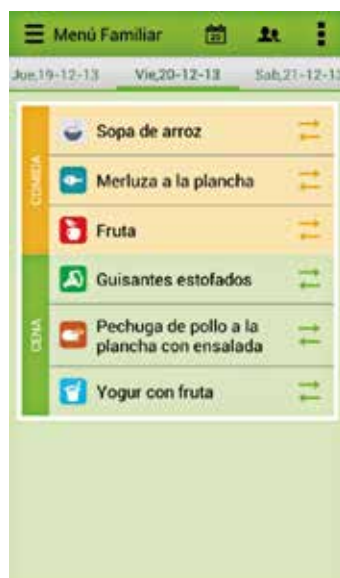 Menú Familiar
Jue,19-12-13 Vie,20-12-13 Sab,21-12-1
COMIDA
Sopa de arroz
Merluza a la plancha
Fruta
CENA
Guisantes estofados
Pechuga de pollo a la
plancha con ensalada
Yogur con fruta